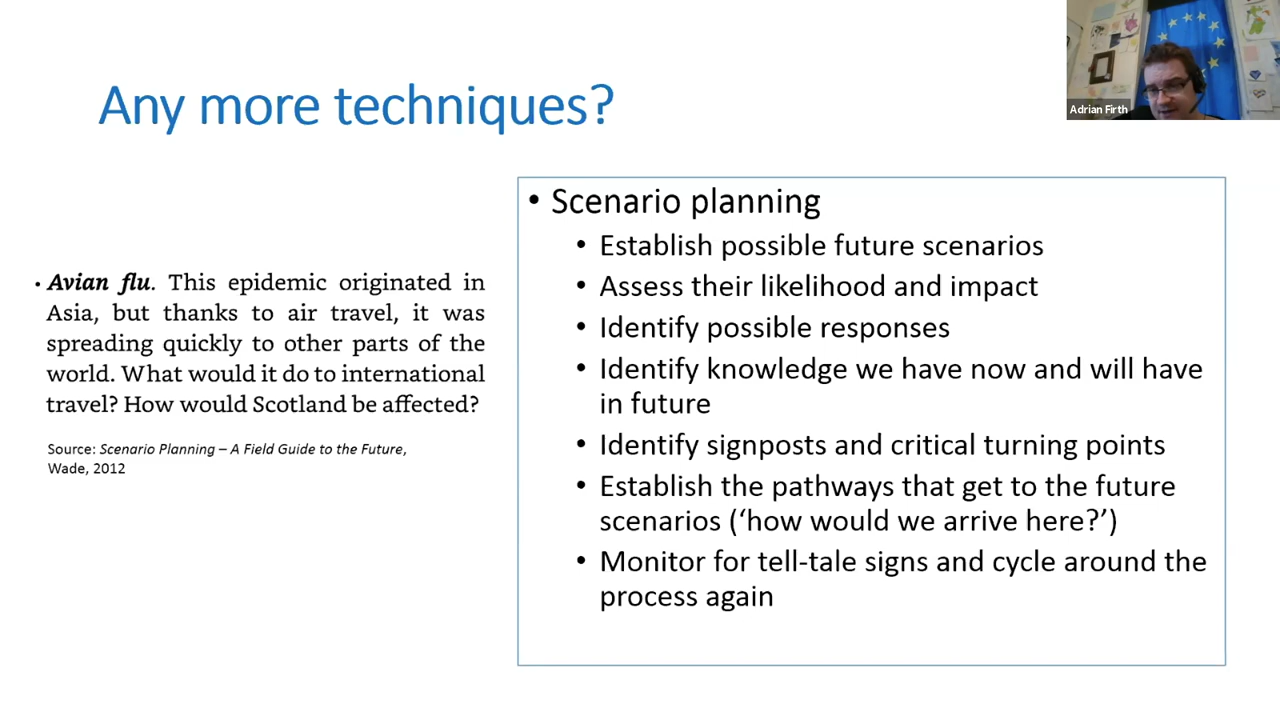 Any more techniques?
Adrian Firth
• Avian flu. This epidemic originated in
Asia, but thanks to air travel, it was
spreading quickly to other parts of the
world. What would it do to international
travel? How would Scotland be affected?
Source: Scenario Planning – A Field Guide to the Future,
Wade, 2012
• Scenario planning
• Establish possible future scenarios
• Assess their likelihood and impact
• Identify possible responses
• Identify knowledge we have now and will have
in future
• Identify signposts and critical turning points
• Establish the pathways that get to the future
scenarios (‘how would we arrive here?’)
• Monitor for tell-tale signs and cycle around the
process again